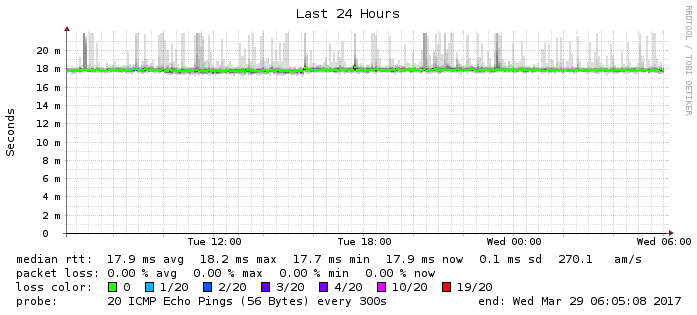 Last 24 Hours
RRDTOOL / TOBI OETIKER
Seconds
20 m
18 m
16 m
14 m
12 m
10 m
8 m
6 m
4 m
2 m
0
Tue 12:00 Tue 18:00 Wed 00:00 Wed 06:00
median rtt: 17.9 ms avg 18.2 ms max 17.7 ms min 17.9 ms now 0.1 ms sd 270.1 am/s
packet loss: 0.00 % avg 0.00 % max 0.00 % min 0.00 % now
loss color: 0 1/20 2/20 3/20 4/20 10/20 19/20
probe: 20 ICMP Echo Pings (56 Bytes) every 300s end: Wed Mar 29 06:05:08 2017